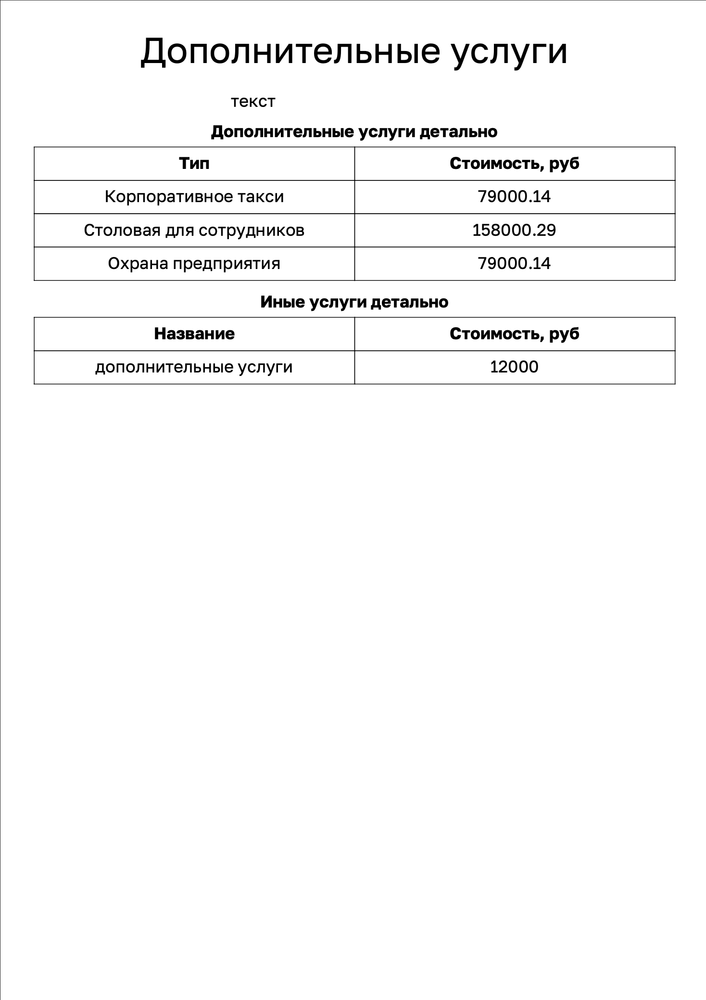 Дополнительные услуги
текст
Дополнительные услуги детально
Тип Стоимость, руб
Корпоративное такси 79000.14
Столовая для сотрудников 158000.29
Охрана предприятия 79000.14
Иные услуги детально
Название Стоимость, руб
дополнительные услуги 12000